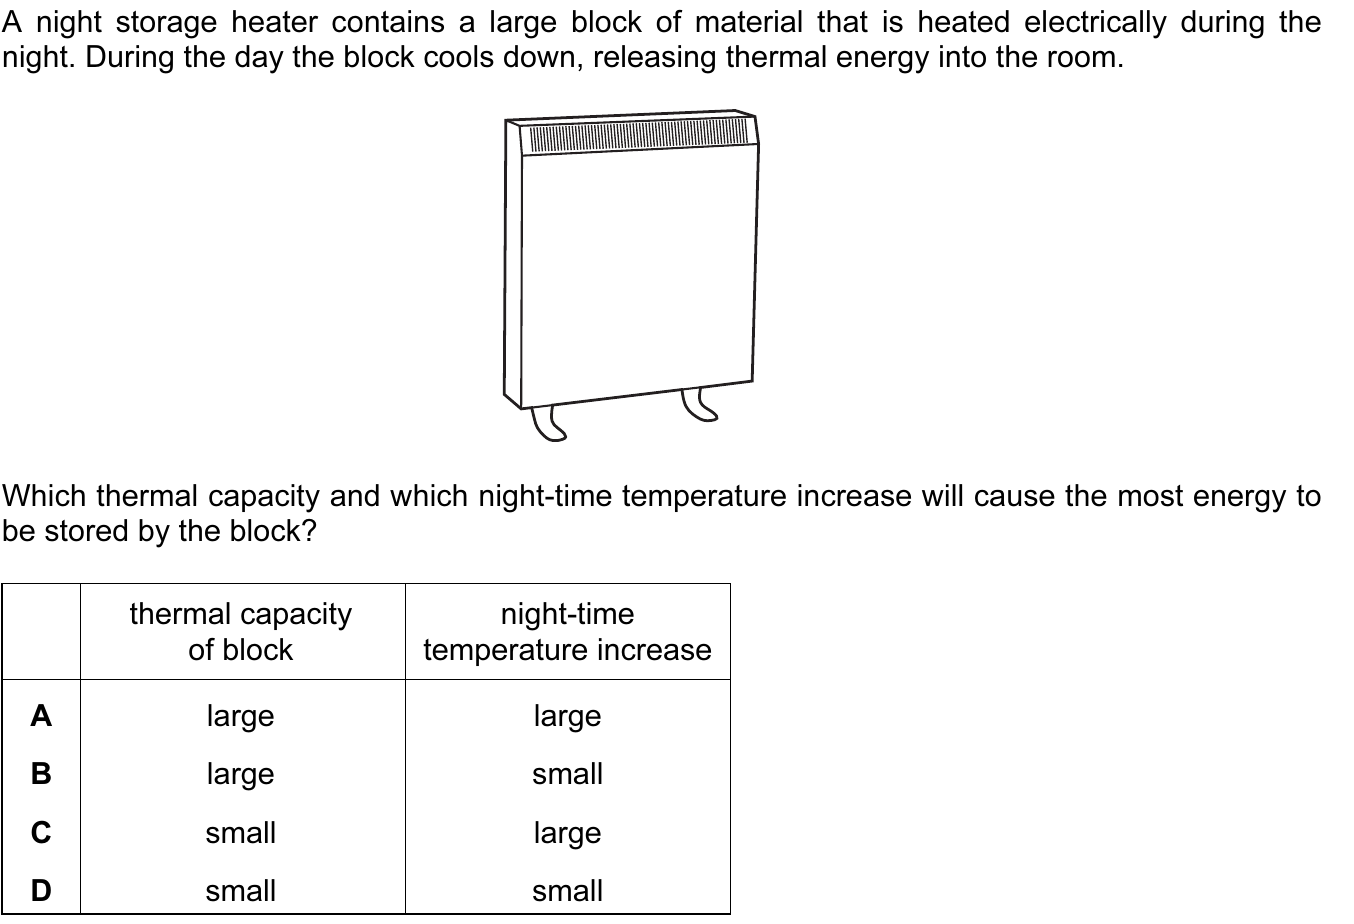 A night storage heater contains a large block of material that is heated electrically during the
night. During the day the block cools down, releasing thermal energy into the room.
Which thermal capacity and which night-time temperature increase will cause the most energy to
be stored by the block?
thermal capacity of block night-time temperature increase
A large large
B large small
C small large
D small small